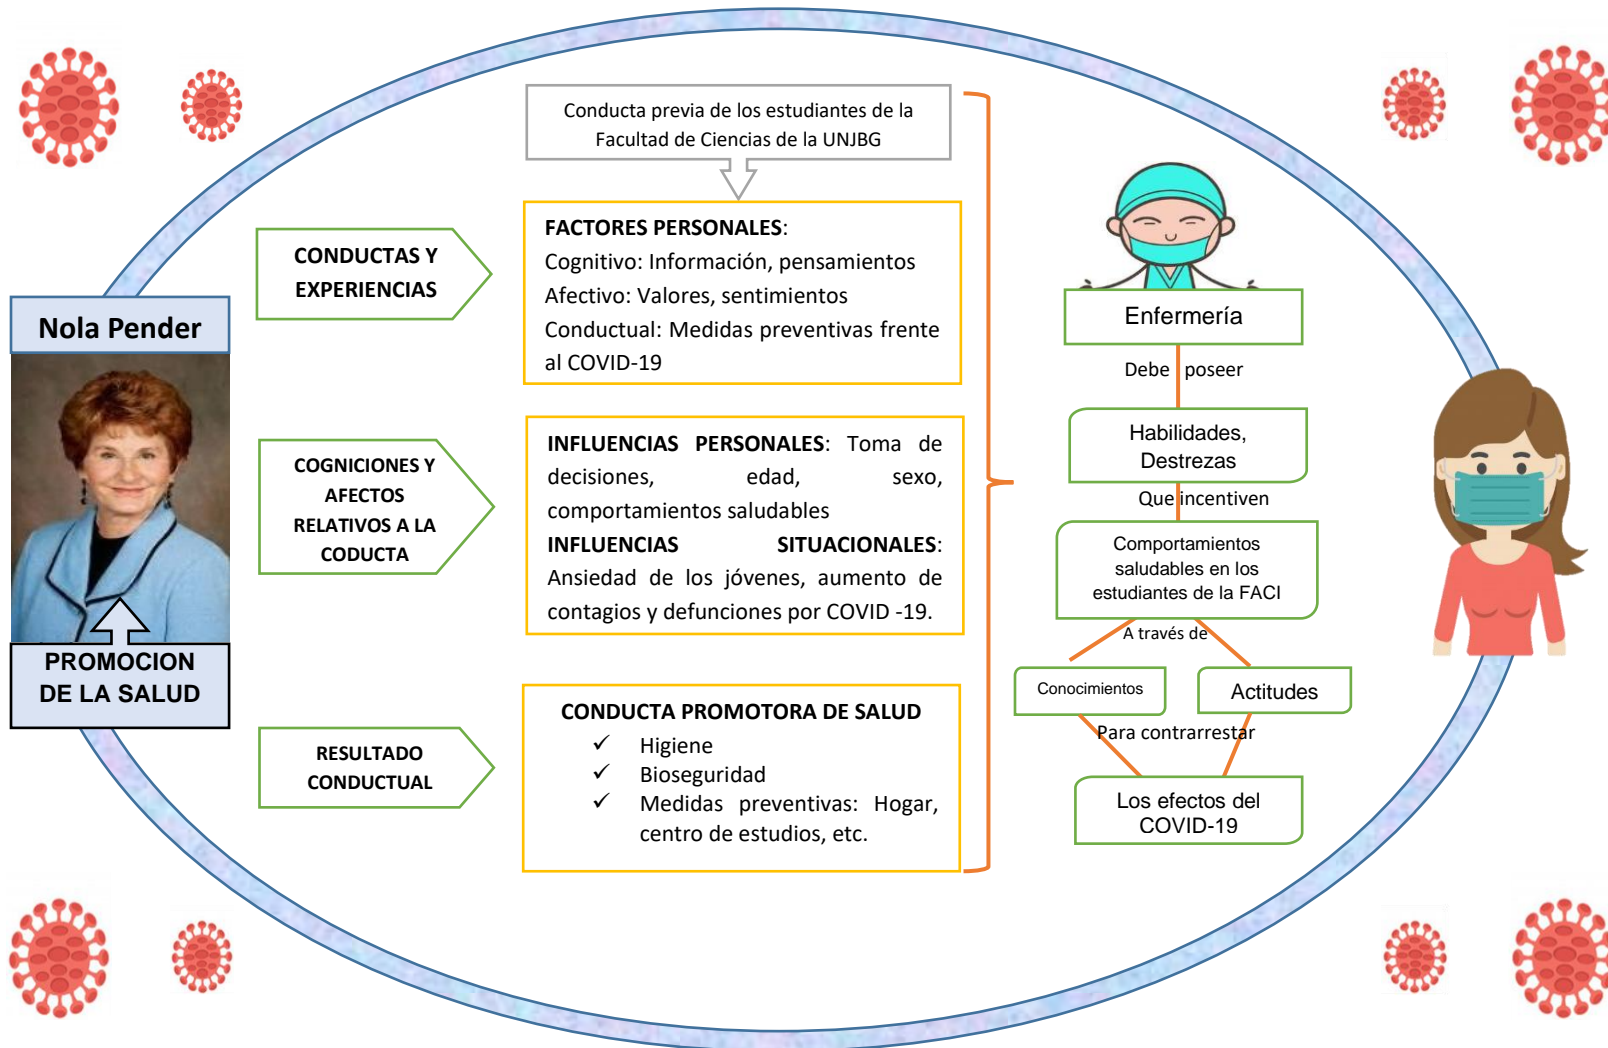 Nola Pender
PROMOCION
DE LA SALUD
CONDUCTAS Y
EXPERIENCIAS
COGNICIONES Y
AFECTOS
RELATIVOS A LA
CODUCTA
RESULTADO
CONDUCTUAL
Conducta previa de los estudiantes de la
Facultad de Ciencias de la UNJBG
FACTORES PERSONALES:
Cognitivo: Información, pensamientos
Afectivo: Valores, sentimientos
Conductual: Medidas preventivas frente
al COVID-19
INFLUENCIAS PERSONALES: Toma de
decisiones, edad, sexo,
comportamientos saludables
INFLUENCIAS SITUACIONALES:
Ansiedad de los jóvenes, aumento de
contagios y defunciones por COVID -19.
CONDUCTA PROMOTORA DE SALUD
✓ Higiene
✓ Bioseguridad
✓ Medidas preventivas: Hogar,
centro de estudios, etc.
Enfermería
Debe poseer
Habilidades,
Destrezas
Que incentiven
Comportamientos
saludables en los
estudiantes de la FACI
A través de
Conocimientos
Actitudes
Para contrarrestar
Los efectos del
COVID-19